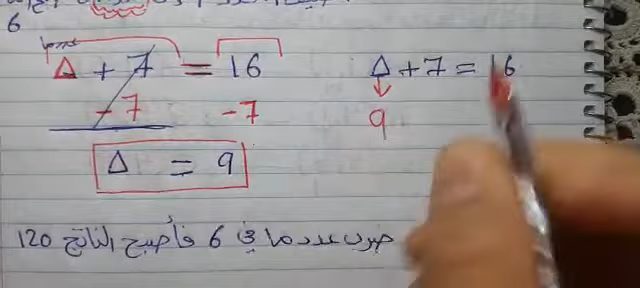 6
Δ + 7 = 16
- 7 - 7
Δ = 9
Δ + 7 = 16
9
ضرب عدد ما في 6 فأصبح الناتج 120